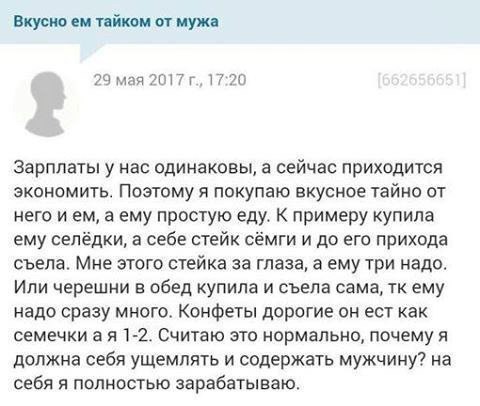 Вкусно ем тайком от мужа
29 мая 2017 г., 17:20
[662656651]
Зарплаты у нас одинаковы, а сейчас приходится
экономить. Поэтому я покупаю вкусное тайно от
него и ем, а ему простую еду. К примеру купила
ему селёдки, а себе стейк сёмги и до его прихода
съела. Мне этого стейка за глаза, а ему три надо.
Или черешни в обед купила и съела сама, тк ему
надо сразу много. Конфеты дорогие он ест как
семечки а я 1-2. Считаю это нормально, почему я
должна себя ущемлять и содержать мужчину? на
себя я полностью зарабатываю.